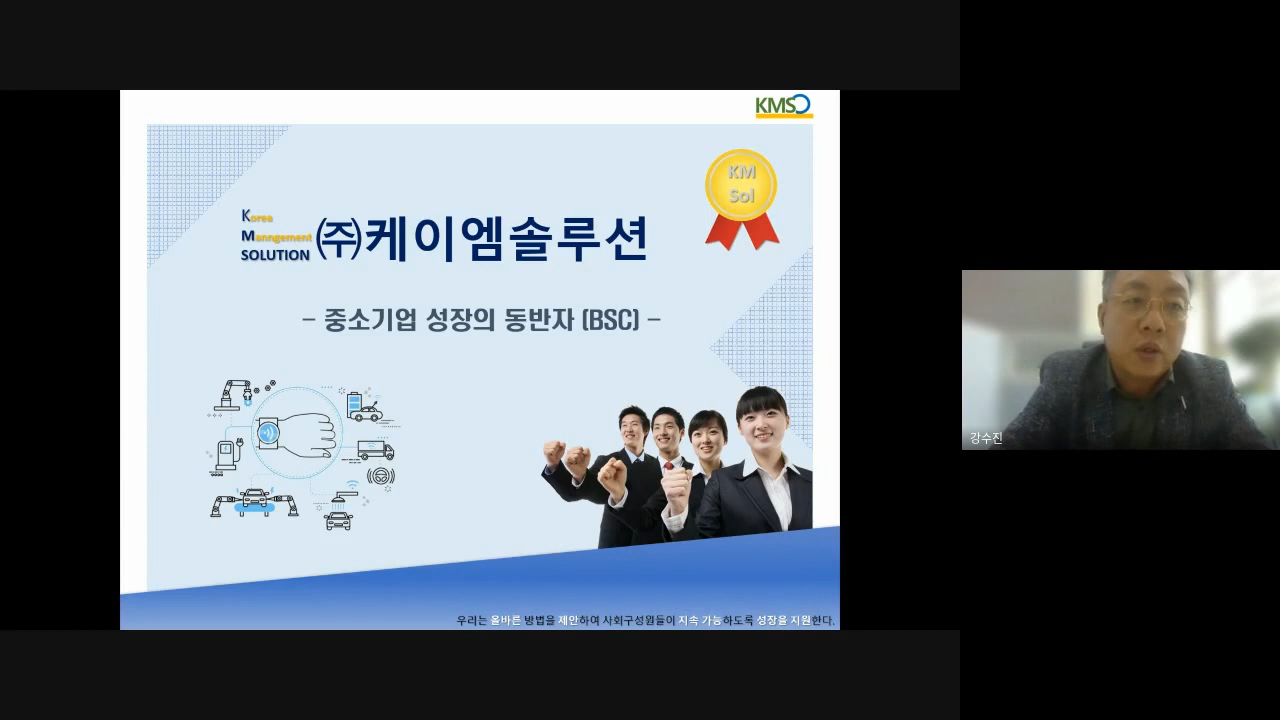 KMS
KM
Sol
Korea
Manngement
SOLUTION
㈜케이엠솔루션
- 중소기업 성장의 동반자 (BSC) -
강수진
우리는 올바른 방법을 제안하여 사회구성원들이 지속 가능하도록 성장을 지원한다.